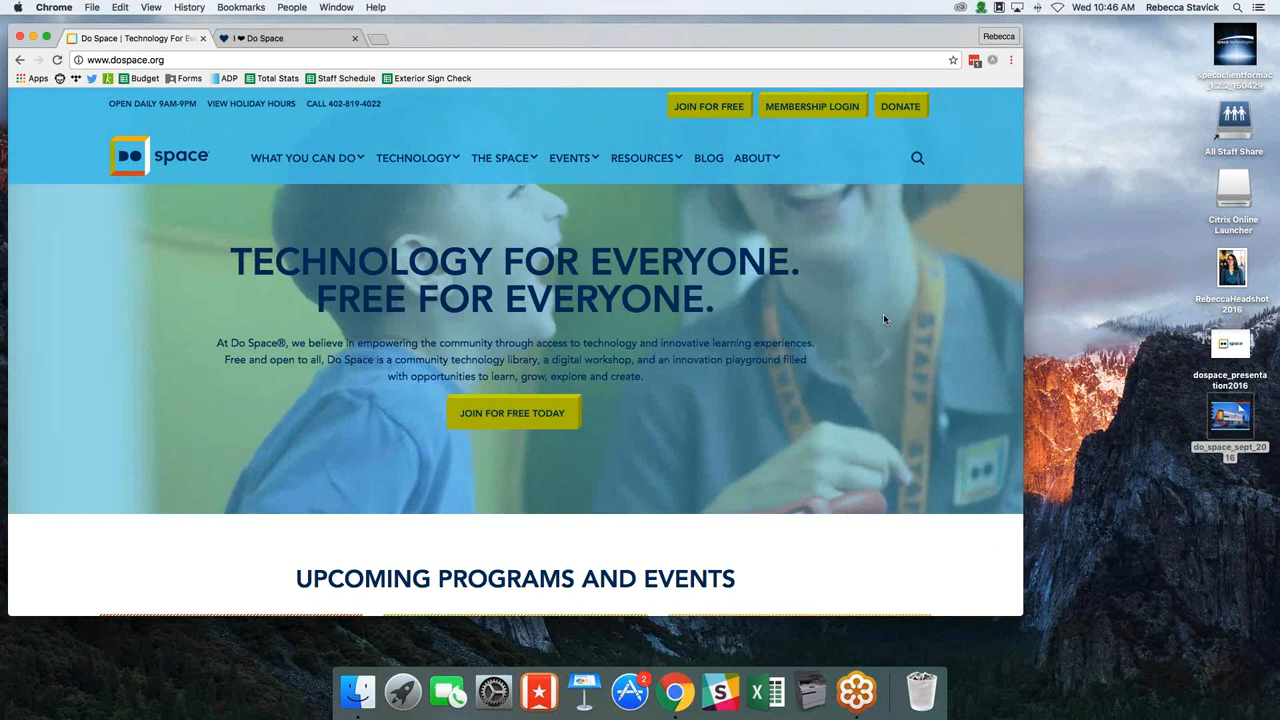 Chrome File Edit View History Bookmarks People Window Help
Wed 10:46 AM Rebecca Stavick
Do Space | Technology For Ev
I ❤ Do Space
Rebecca
www.dospace.org
Apps Budget Forms ADP Total Stats Staff Schedule Exterior Sign Check
OPEN DAILY 9AM-9PM VIEW HOLIDAY HOURS CALL 402-819-4022
JOIN FOR FREE MEMBERSHIP LOGIN DONATE
DO space
WHAT YOU CAN DO TECHNOLOGY THE SPACE EVENTS RESOURCES BLOG ABOUT
TECHNOLOGY FOR EVERYONE.
FREE FOR EVERYONE.
At Do Space®, we believe in empowering the community through access to technology and innovative learning experiences.
Free and open to all, Do Space is a community technology library, a digital workshop, and an innovation playground filled
with opportunities to learn, grow, explore and create.
JOIN FOR FREE TODAY
UPCOMING PROGRAMS AND EVENTS
specoclientformac
_1.2.2_150429
All Staff Share
Citrix Online
Launcher
RebeccaHeadshot
2016
dospace_presenta
tion2016
do_space_sept_20
16
2